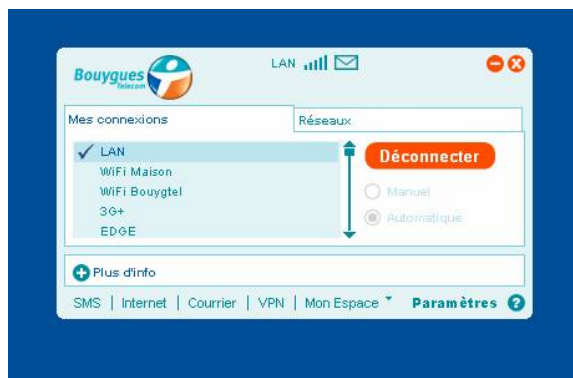 Bouygues
Telecom
LAN
Mes connexions
Réseaux
LAN
WiFi Maison
WiFi Bouygtel
3G+
EDGE
Déconnecter
Manuel
Automatique
Plus d'info
SMS | Internet | Courrier | VPN | Mon Espace
Paramètres ?